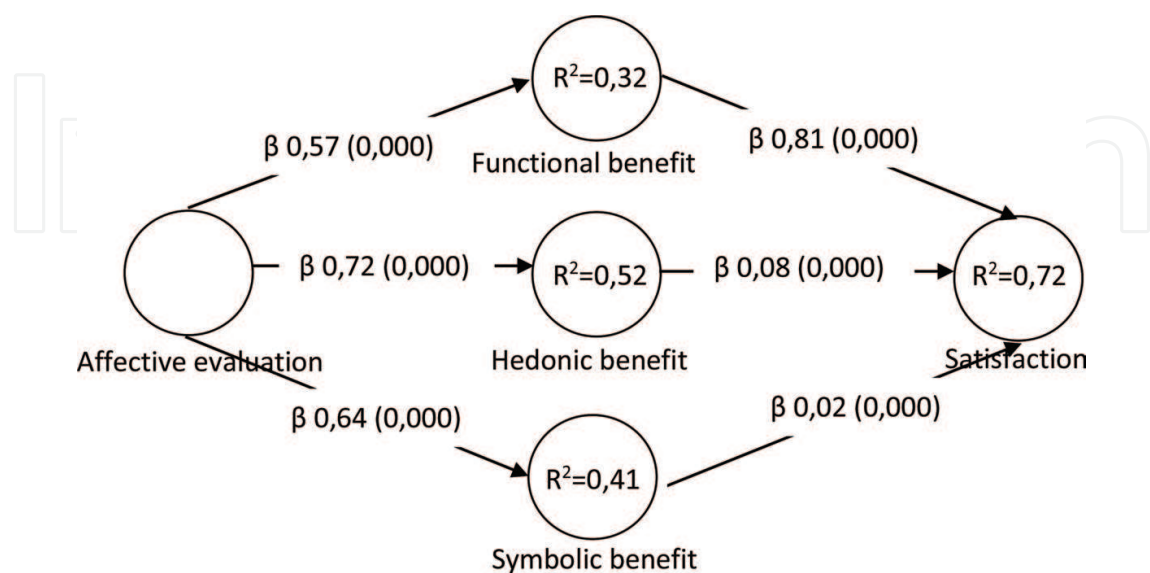 R²=0,32
β 0,57 (0,000)
β 0,81 (0,000)
Functional benefit
β 0,72 (0,000)
R²=0,52
β 0,08 (0,000)
R²=0,72
Affective evaluation
Hedonic benefit
Satisfaction
β 0,64 (0,000)
β 0,02 (0,000)
R²=0,41
Symbolic benefit